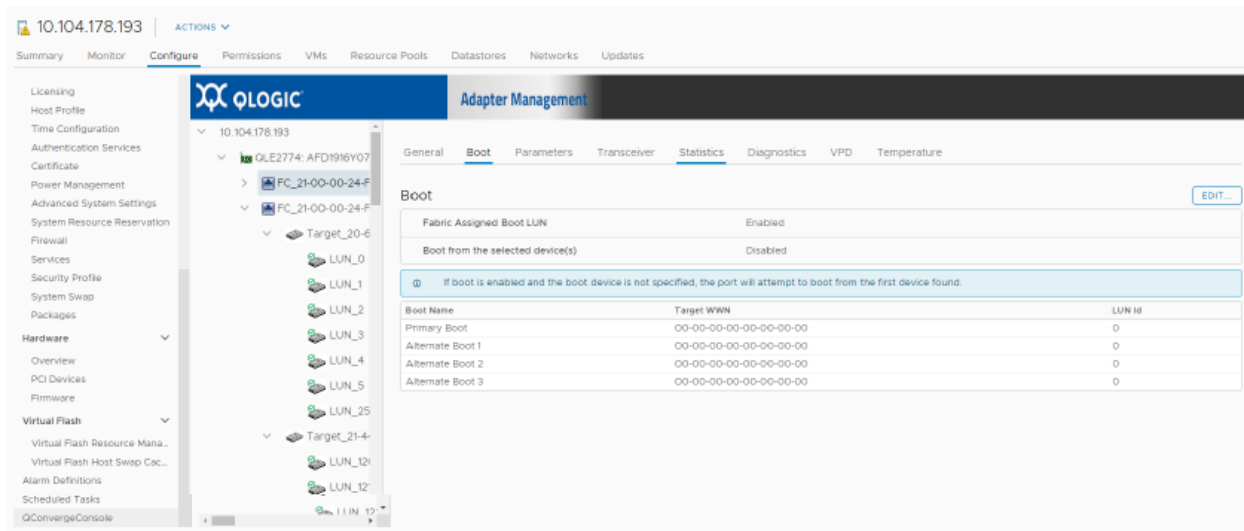 10.104.178.193
ACTIONS
Summary Monitor Configure Permissions VMs Resource Pools Datastores Networks Updates
Licensing
Host Profile
Time Configuration
Authentication Services
Certificate
Power Management
Advanced System Settings
System Resource Reservation
Firewall
Services
Security Profile
System Swap
Packages
Hardware
Overview
PCI Devices
Firmware
Virtual Flash
Virtual Flash Resource Mana...
Virtual Flash Host Swap Cac...
Alarm Definitions
Scheduled Tasks
QConvergeConsole
QLOGIC
Adapter Management
10.104.178.193
QLE2774: AFD1916Y07
FC_21-00-00-24-F
FC_21-00-00-24-F
Target_20-6
LUN_0
LUN_1
LUN_2
LUN_3
LUN_4
LUN_5
LUN_25
Target_21-4
LUN_120
LUN_12
LUN_12
General Boot Parameters Transceiver Statistics Diagnostics VPD Temperature
Boot
EDIT...
Fabric Assigned Boot LUN Enabled
Boot from the selected device(s) Disabled
If boot is enabled and the boot device is not specified, the port will attempt to boot from the first device found.
Boot Name Target WWN LUN Id
Primary Boot 00-00-00-00-00-00-00-00 0
Alternate Boot 1 00-00-00-00-00-00-00-00 0
Alternate Boot 2 00-00-00-00-00-00-00-00 0
Alternate Boot 3 00-00-00-00-00-00-00-00 0